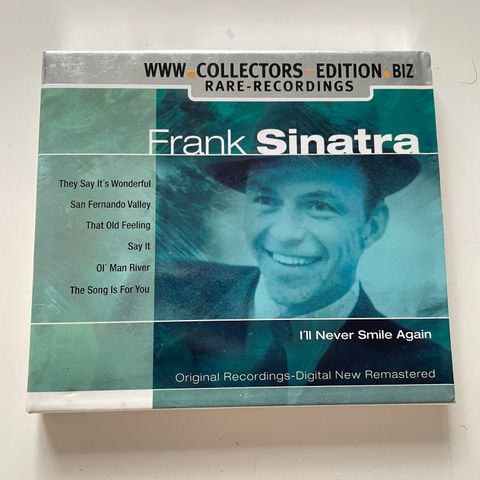 WWW.COLLECTORS-EDITION.BIZ
RARE-RECORDINGS
Frank Sinatra
They Say It´s Wonderful
San Fernando Valley
That Old Feeling
Say It
Ol´ Man River
The Song Is For You
I´ll Never Smile Again
Original Recordings-Digital New Remastered